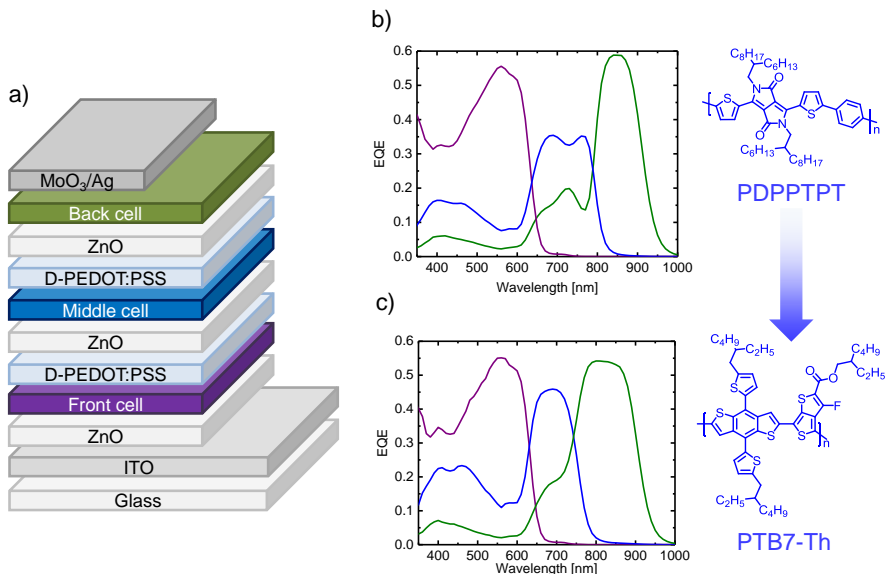 a)
MoO3/Ag
Back cell
ZnO
D-PEDOT:PSS
Middle cell
ZnO
D-PEDOT:PSS
Front cell
ZnO
ITO
Glass
b)
0.6
0.5
0.4
0.3
0.2
0.1
0.0
EQE
400 500 600 700 800 900 1000
Wavelength [nm]
C8H17
C6H13
N
O
S
S
n
O
N
C6H13
C8H17
PDPPTPT
c)
0.6
0.5
0.4
0.3
0.2
0.1
0.0
EQE
400 500 600 700 800 900 1000
Wavelength [nm]
C4H9
C2H5
C4H9
O
C2H5
O
S
S
F
S
n
S
S
S
C2H5
C4H9
PTB7-Th